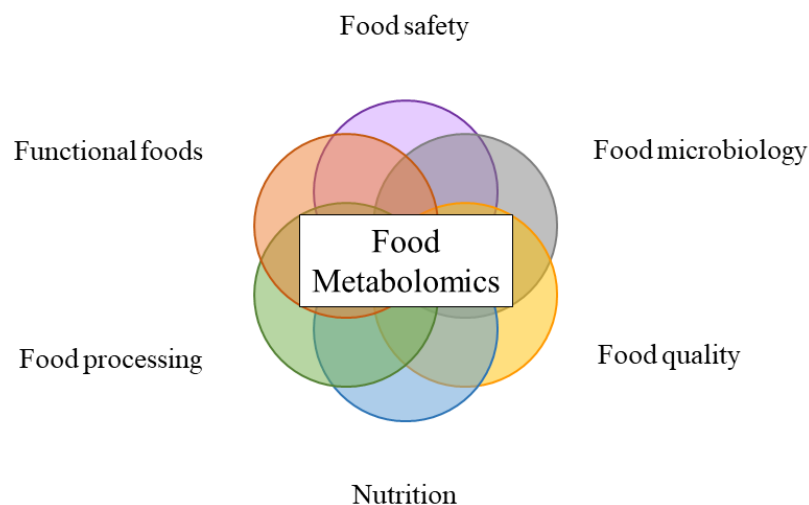 Food safety
Functional foods
Food microbiology
Food
Metabolomics
Food processing
Food quality
Nutrition